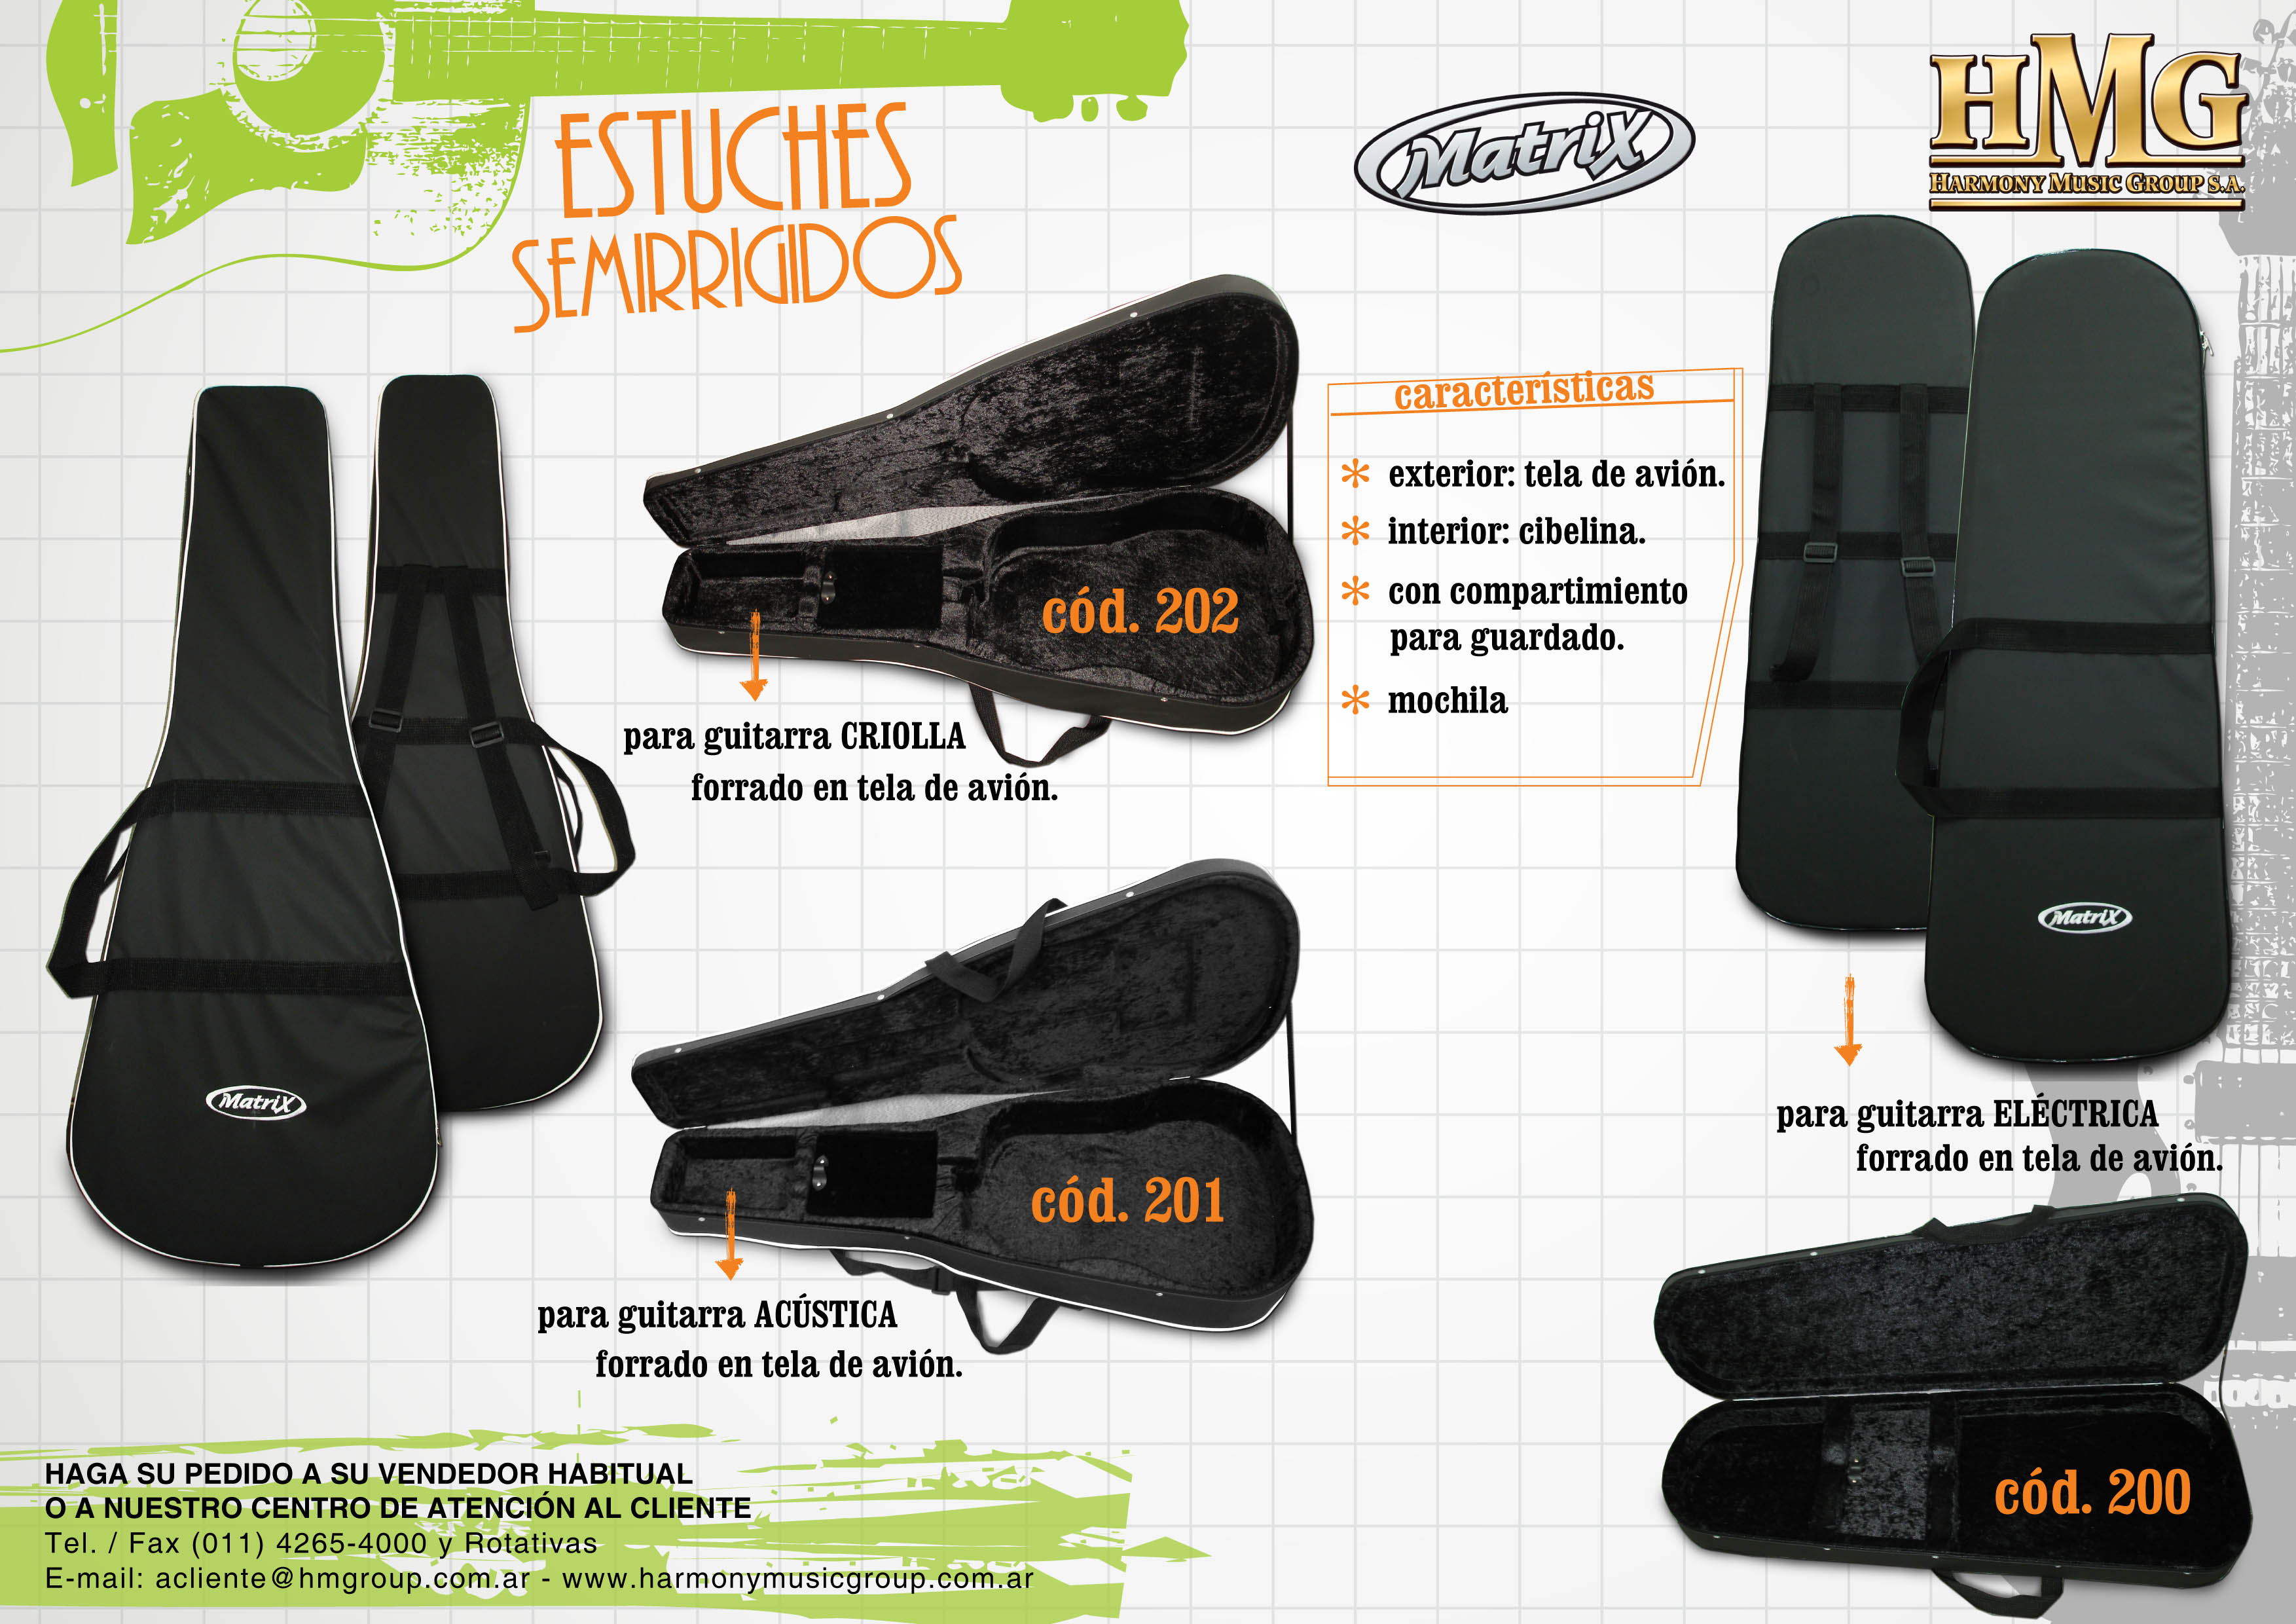 ESTUCHES
SEMIRRIGIDOS
Matrix
HMG
HARMONY MUSIC GROUP S.A.
características
* exterior: tela de avión.
* interior: cibelina.
* con compartimiento
para guardado.
* mochila
cód. 202
para guitarra CRIOLLA
forrado en tela de avión.
Matrix
cód. 201
para guitarra ACÚSTICA
forrado en tela de avión.
Matrix
para guitarra ELÉCTRICA
forrado en tela de avión.
cód. 200
HAGA SU PEDIDO A SU VENDEDOR HABITUAL
O A NUESTRO CENTRO DE ATENCIÓN AL CLIENTE
Tel. / Fax (011) 4265-4000 y Rotativas
E-mail: acliente@hmgroup.com.ar - www.harmonymusicgroup.com.ar